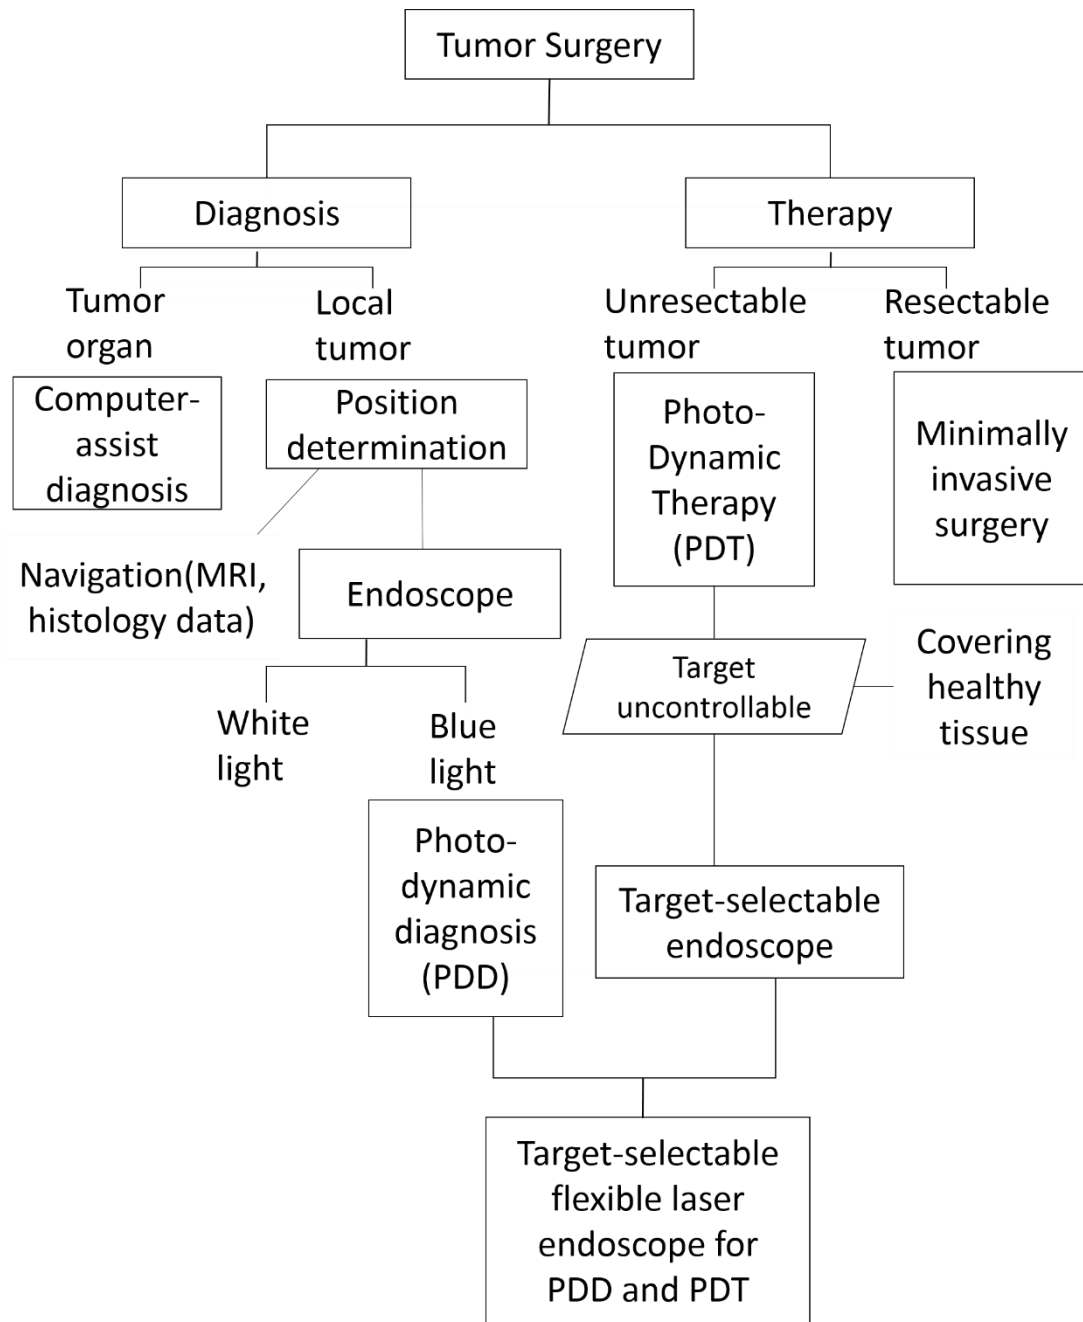 Tumor Surgery
Diagnosis
Therapy
Tumor
organ
Local
tumor
Unresectable
tumor
Resectable
tumor
Computer-
assist
diagnosis
Position
determination
Photo-
Dynamic
Therapy
(PDT)
Minimally
invasive
surgery
Navigation(MRI,
histology data)
Endoscope
Target
uncontrollable
Covering
healthy
tissue
White
light
Blue
light
Photo-
dynamic
diagnosis
(PDD)
Target-selectable
endoscope
Target-selectable
flexible laser
endoscope for
PDD and PDT